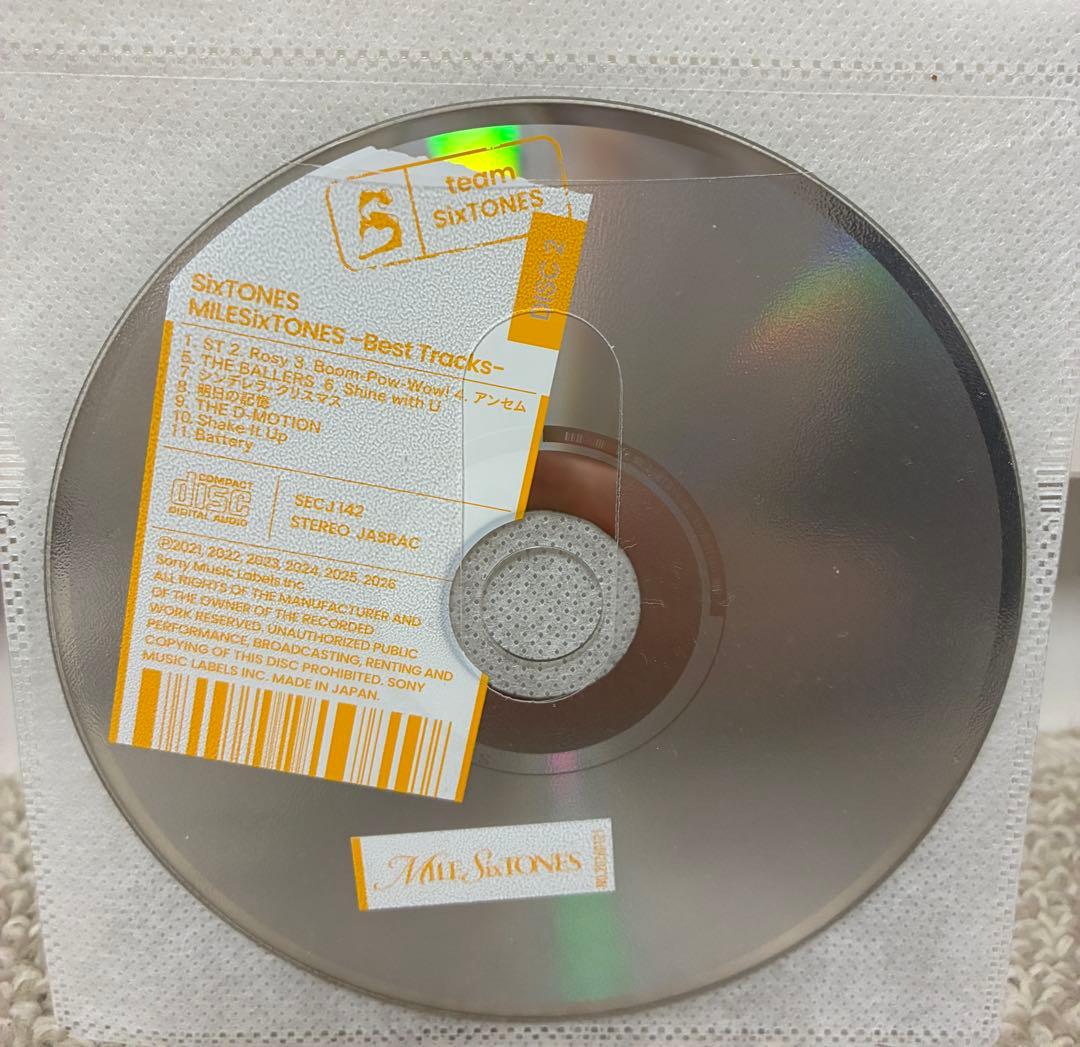 team
SixTONES
DISC 2
SixTONES
MILESixTONES -Best Tracks-
1. ST 2. Rosy 3. Boom-Pow-Wow! 4. アンセム
5. THE BALLERS 6. Shine with U
7. シンデレラ・クリスマス
8. 明日の記憶
9. THE D-MOTION
10. Shake It Up
11. Battery
COMPACT
disc
DIGITAL AUDIO
SECJ 142
STEREO JASRAC
℗2021, 2022, 2023, 2024, 2025, 2026
Sony Music Labels Inc.
ALL RIGHTS OF THE MANUFACTURER AND
OF THE OWNER OF THE RECORDED
WORK RESERVED. UNAUTHORIZED PUBLIC
PERFORMANCE, BROADCASTING, RENTING AND
COPYING OF THIS DISC PROHIBITED. SONY
MUSIC LABELS INC. MADE IN JAPAN.
MILE SixTONES